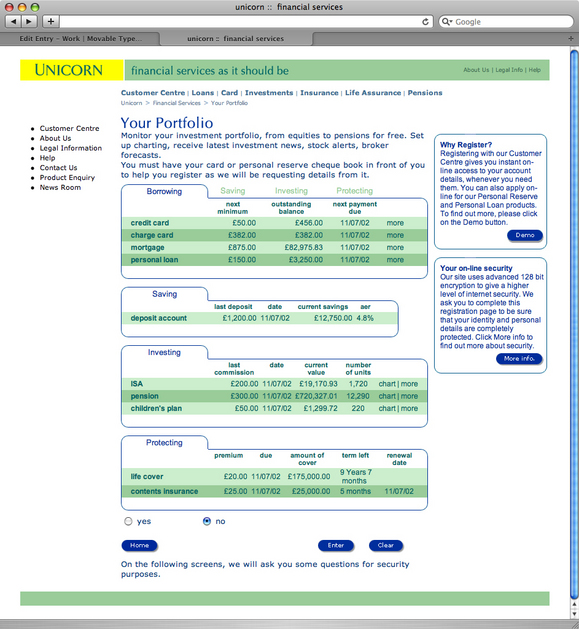 unicorn :: financial services
Google
Edit Entry – Work | Movable Type...
unicorn :: financial services
UNICORN financial services as it should be
About Us | Legal Info | Help
Customer Centre | Loans | Card | Investments | Insurance | Life Assurance | Pensions
Unicorn > Financial Services > Your Portfolio
Customer Centre
About Us
Legal Information
Help
Contact Us
Product Enquiry
News Room
Your Portfolio
Monitor your investment portfolio, from equities to pensions for free. Set
up charting, receive latest investment news, stock alerts, broker
forecasts.
You must have your card or personal reserve cheque book in front of you
to help you register as we will be requesting details from it.
Borrowing Saving Investing Protecting
next minimum outstanding balance next payment due
credit card £50.00 £456.00 11/07/02 more
charge card £382.00 £382.00 11/07/02 more
mortgage £875.00 £82,975.83 11/07/02 more
personal loan £150.00 £3,250.00 11/07/02 more
Saving
last deposit date current savings aer
deposit account £1,200.00 11/07/02 £12,750.00 4.8%
Investing
last commission date current value number of units
ISA £200.00 11/07/02 £19,170.93 1,720 chart | more
pension £300.00 11/07/02 £720,327.01 12,290 chart | more
children's plan £50.00 11/07/02 £1,299.72 220 chart | more
Protecting
premium due amount of cover term left renewal date
life cover £20.00 11/07/02 £175,000.00 9 Years 7 months
contents insurance £25.00 11/07/02 £25,000.00 5 months 11/07/02
yes no
Home Enter Clear
On the following screens, we will ask you some questions for security
purposes.
Why Register?
Registering with our Customer
Centre gives you instant on-
line access to your account
details, whenever you need
them. You can also apply on-
line for our Personal Reserve
and Personal Loan products.
To find out more, please click
on the Demo button.
Demo
Your on-line security
Our site uses advanced 128 bit
encryption to give a higher
level of internet security. We
ask you to complete this
registration page to be sure
that your identity and personal
details are completely
protected. Click More info to
find out more about security.
More info.